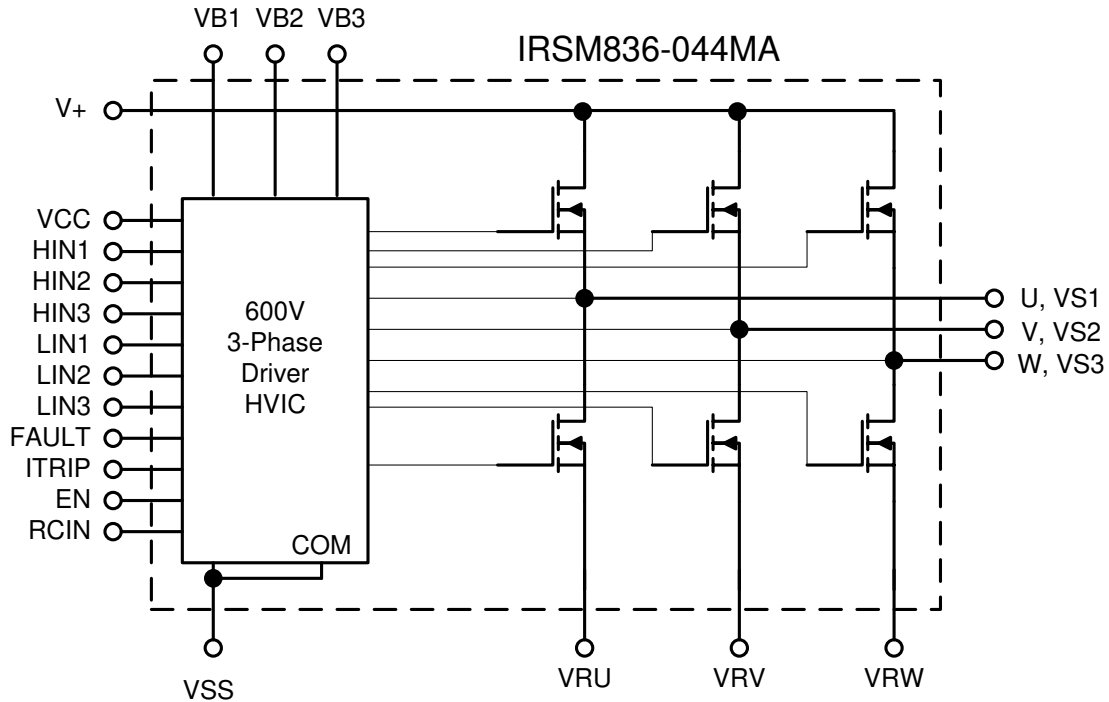 VB1 VB2 VB3
IRSM836-044MA
V+
VCC
HIN1
HIN2
HIN3
LIN1
LIN2
LIN3
FAULT
ITRIP
EN
RCIN
600V
3-Phase
Driver
HVIC
COM
U, VS1
V, VS2
W, VS3
VSS
VRU
VRV
VRW